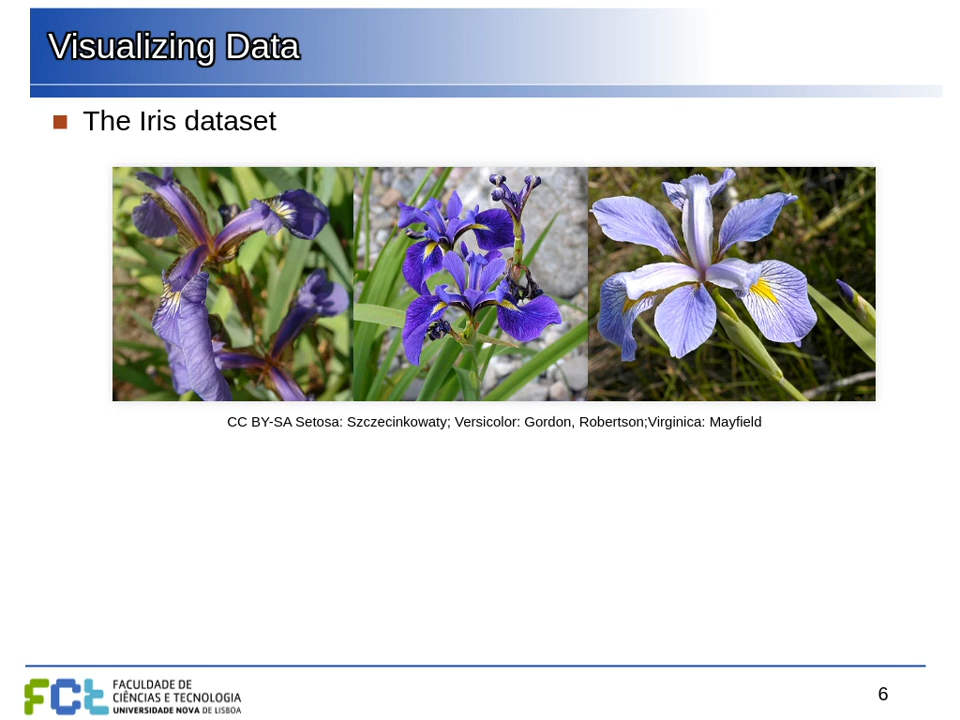 Visualizing Data
The Iris dataset
CC BY-SA Setosa: Szczecinkowaty; Versicolor: Gordon, Robertson;Virginica: Mayfield
FCt
FACULDADE DE
CIÊNCIAS E TECNOLOGIA
UNIVERSIDADE NOVA DE LISBOA
6